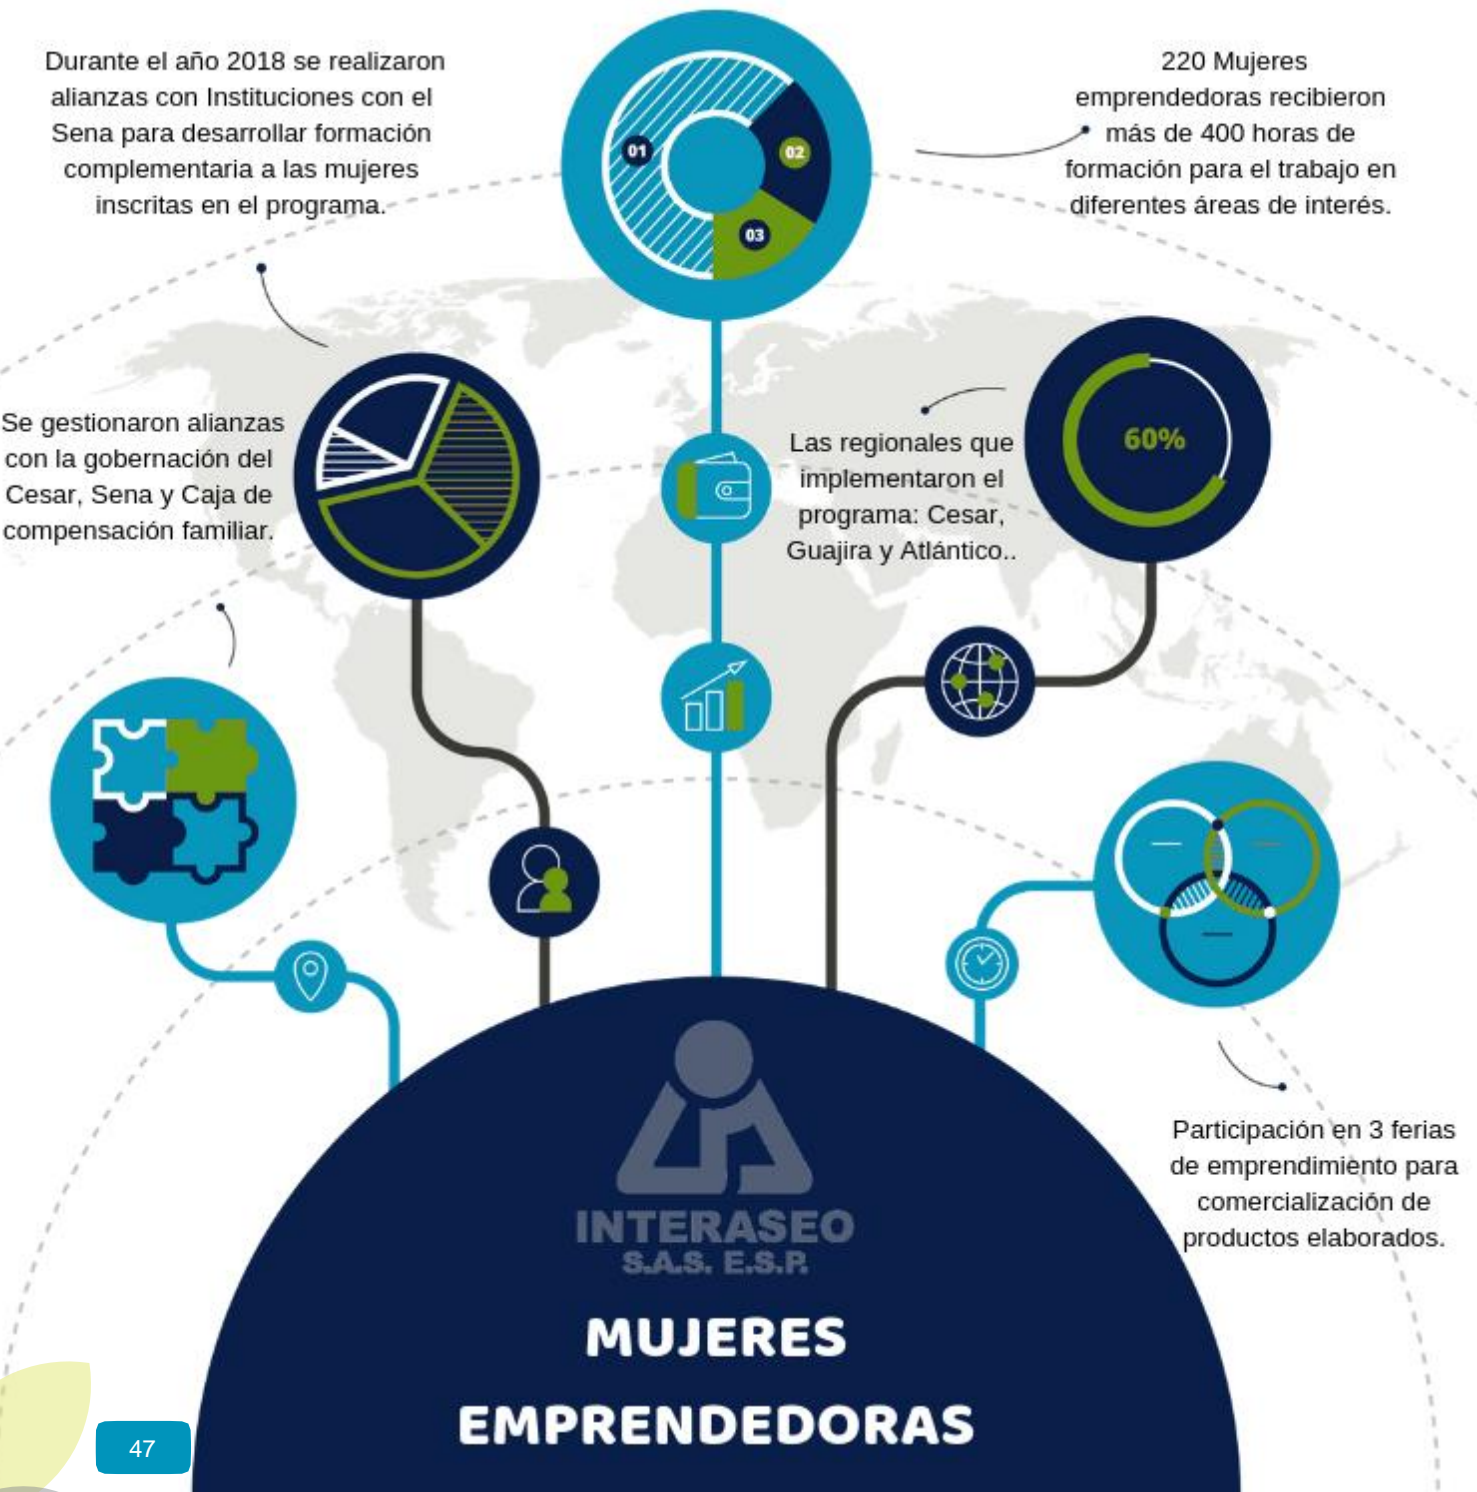 Durante el año 2018 se realizaron
alianzas con Instituciones con el
Sena para desarrollar formación
complementaria a las mujeres
inscritas en el programa.
220 Mujeres
emprendedoras recibieron
más de 400 horas de
formación para el trabajo en
diferentes áreas de interés.
01
02
03
Se gestionaron alianzas
con la gobernación del
Cesar, Sena y Caja de
compensación familiar.
Las regionales que
implementaron el
programa: Cesar,
Guajira y Atlántico..
60%
Participación en 3 ferias
de emprendimiento para
comercialización de
productos elaborados.
INTERASEO
S.A.S. E.S.P.
MUJERES
EMPRENDEDORAS
47